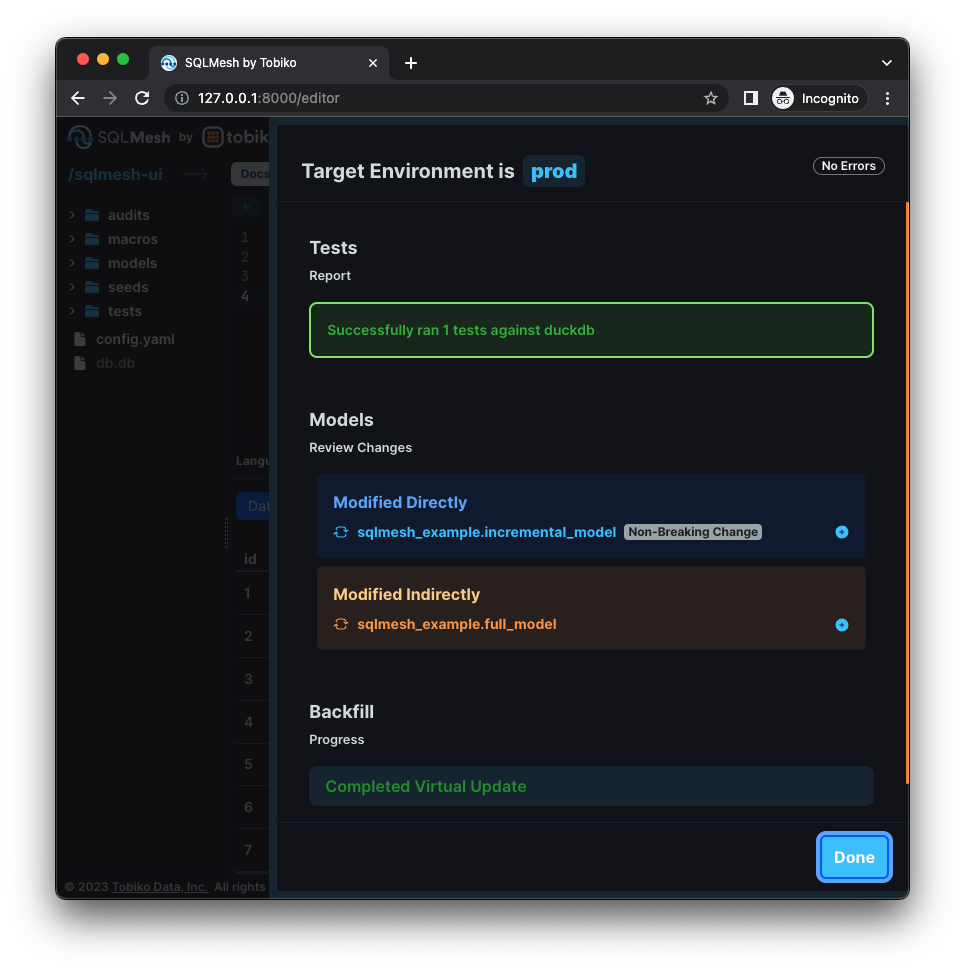 SQLMesh by Tobiko
127.0.0.1:8000/editor
Incognito
SQLMesh by tobik
/sqlmesh-ui
Docs
audits
macros
models
seeds
tests
config.yaml
db.db
+
1
2
3
4
Langu
Dat
id
1
2
3
4
5
6
7
© 2023 Tobiko Data, Inc. All rights
Target Environment is prod
No Errors
Tests
Report
Successfully ran 1 tests against duckdb
Models
Review Changes
Modified Directly
sqlmesh_example.incremental_model Non-Breaking Change
Modified Indirectly
sqlmesh_example.full_model
Backfill
Progress
Completed Virtual Update
Done